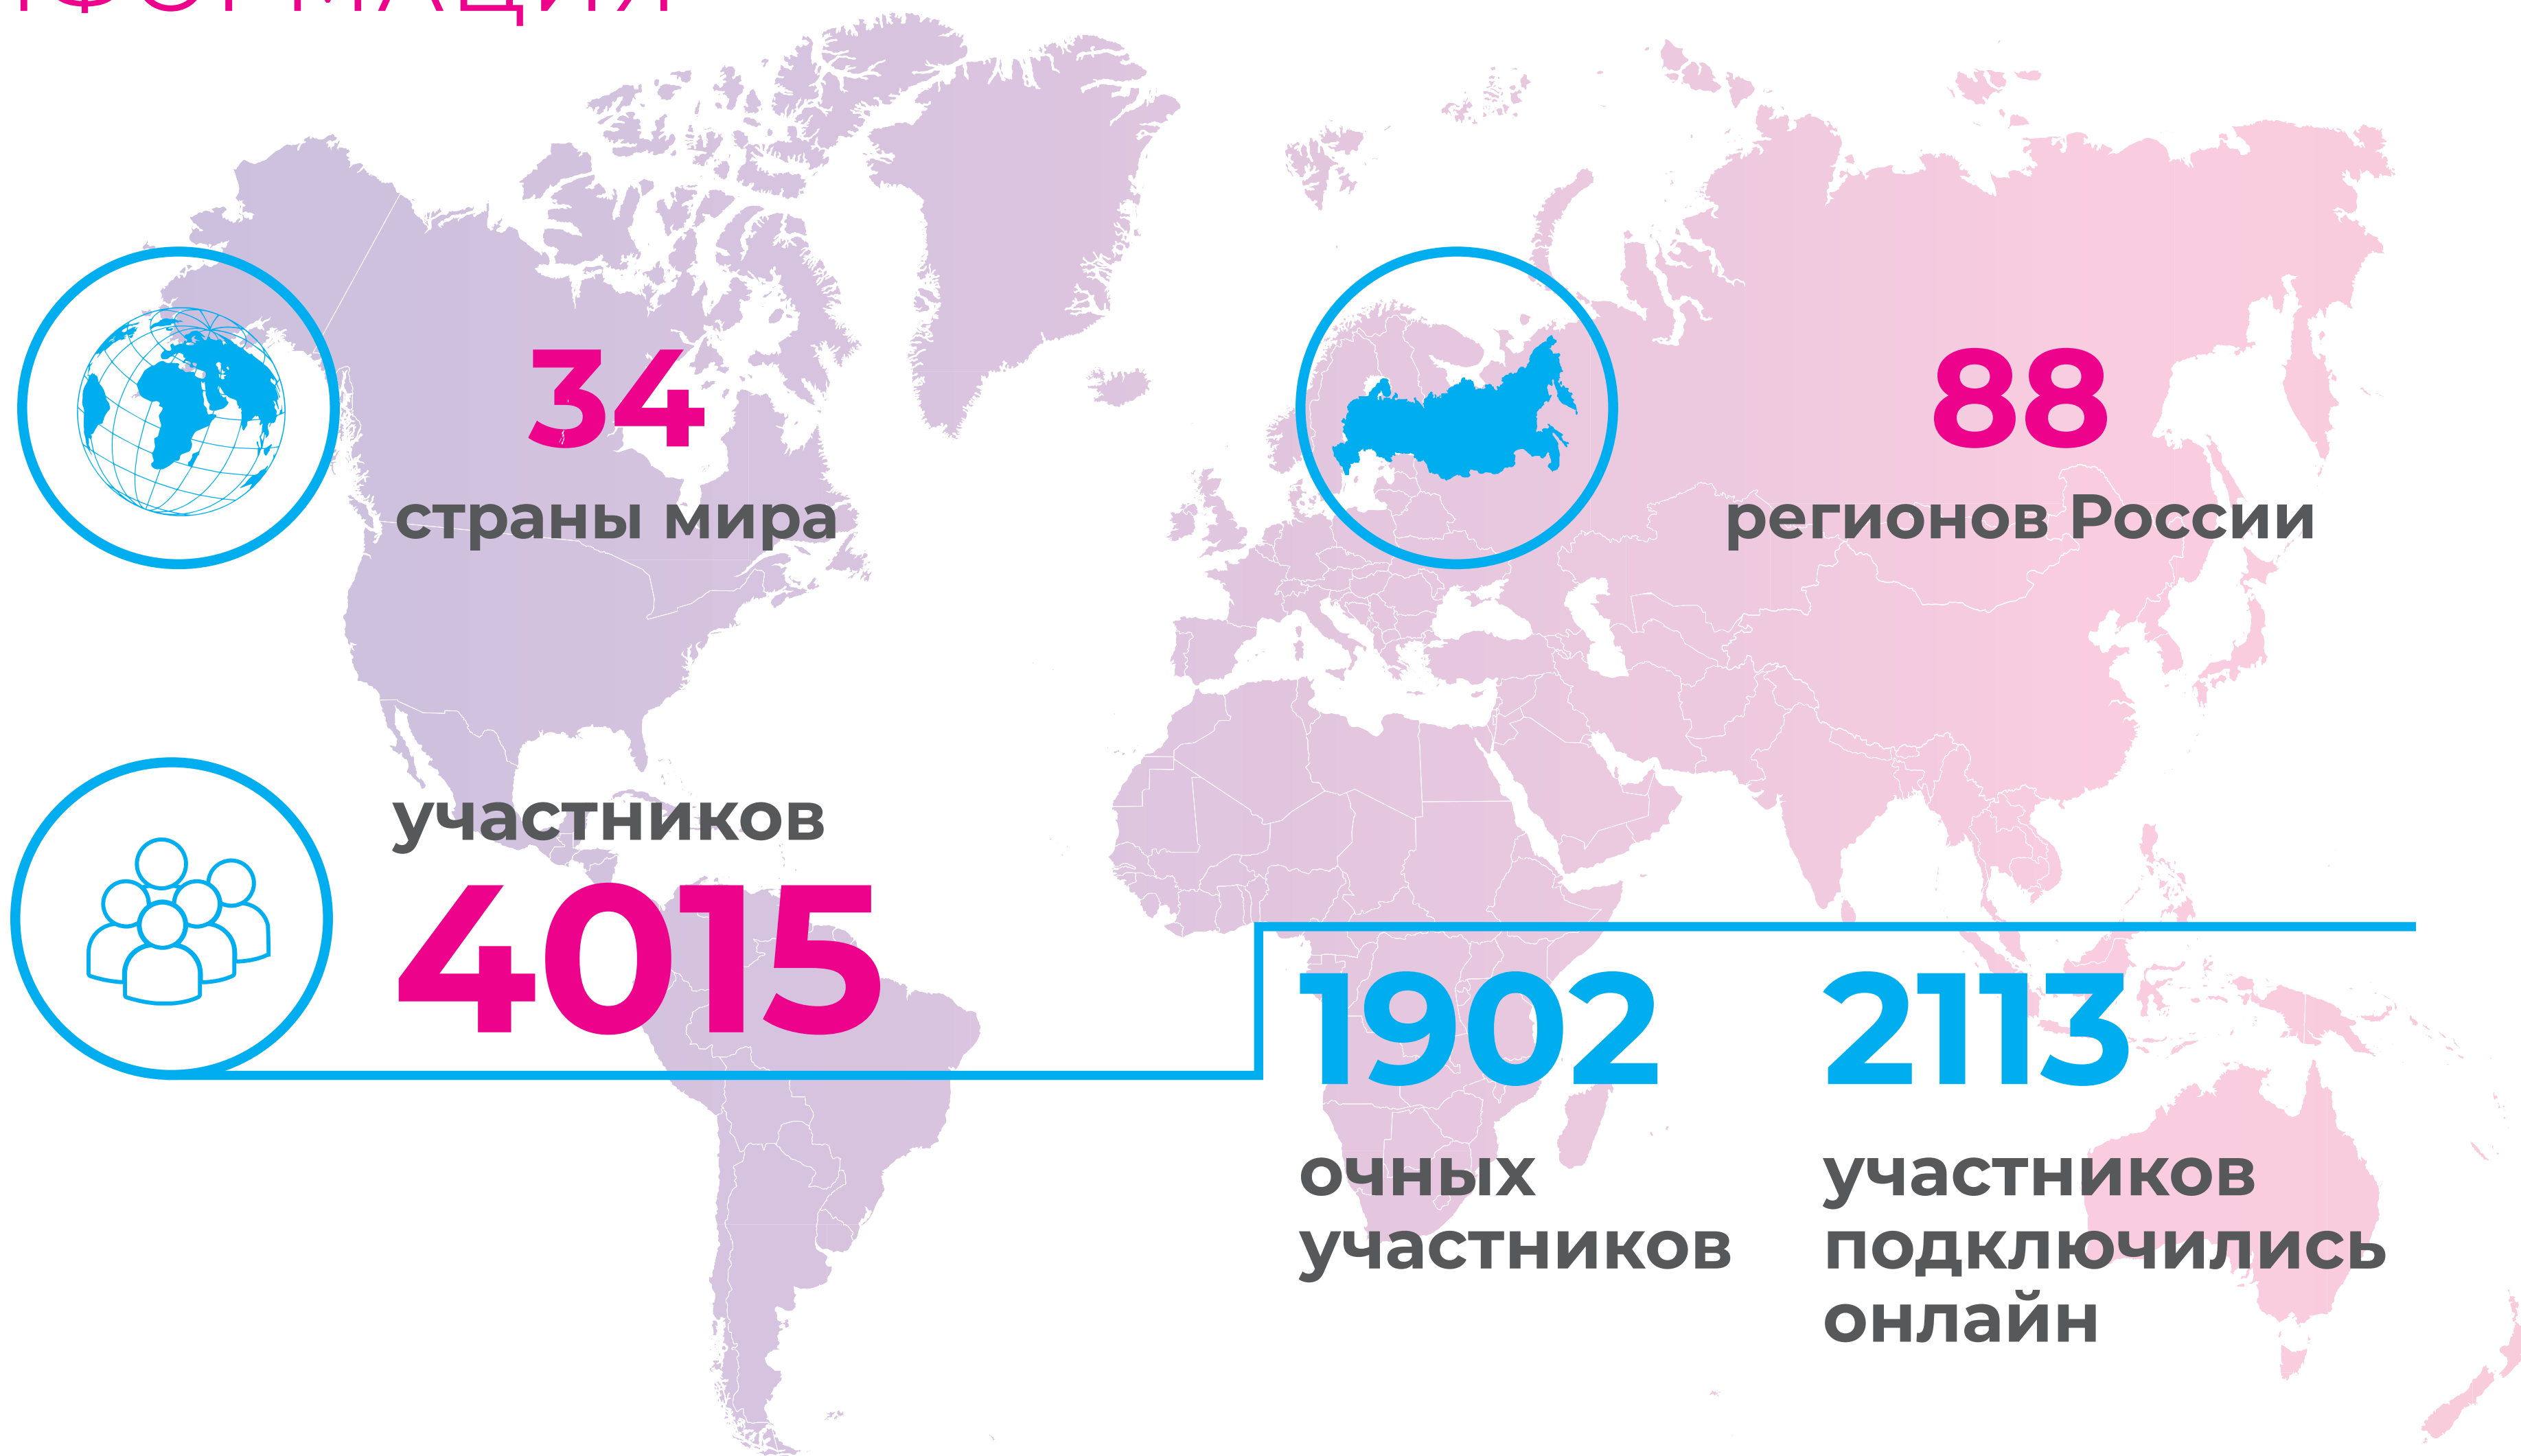 34
страны мира
88
регионов России
участников
4015
1902
очных
участников
2113
участников
подключились
онлайн